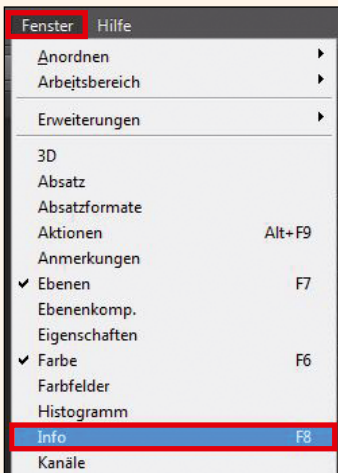 Fenster Hilfe
Anordnen
Arbeitsbereich
Erweiterungen
3D
Absatz
Absatzformate
Aktionen Alt+F9
Anmerkungen
Ebenen F7
Ebenenkomp.
Eigenschaften
Farbe F6
Farbfelder
Histogramm
Info F8
Kanäle